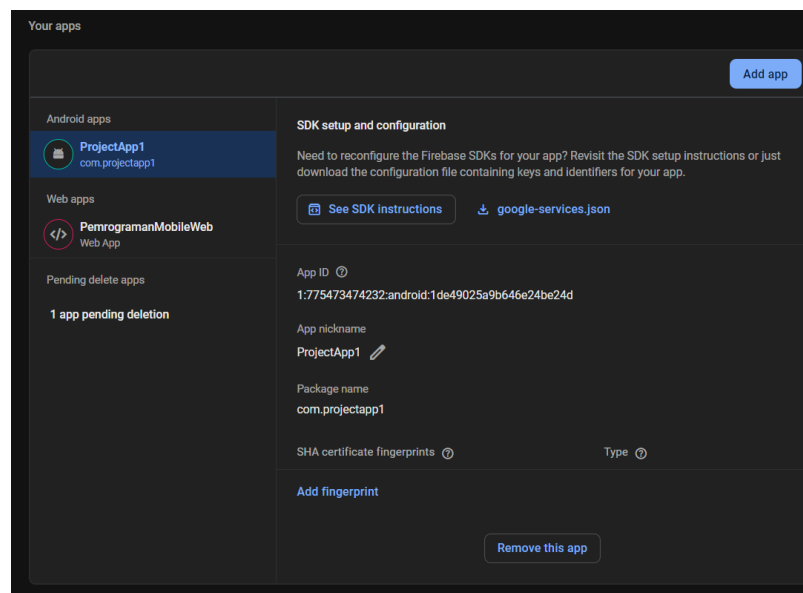 Your apps
Add app
Android apps
ProjectApp1
com.projectapp1
Web apps
PemrogramanMobileWeb
Web App
Pending delete apps
1 app pending deletion
SDK setup and configuration
Need to reconfigure the Firebase SDKs for your app? Revisit the SDK setup instructions or just
download the configuration file containing keys and identifiers for your app.
See SDK instructions
google-services.json
App ID
1:775473474232:android:1de49025a9b646e24be24d
App nickname
ProjectApp1
Package name
com.projectapp1
SHA certificate fingerprints
Type
Add fingerprint
Remove this app